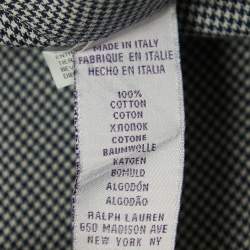 MADE IN ITALY
FABRIQUE EN ITALIE
HECHO EN ITALIA
100%
COTTON
COTON
ХЛОПОК
COTONE
BAUMWOLLE
KATOEN
BOMULD
ALGODÓN
ALGODÃO
RALPH LAUREN
650 MADISON AVE
NEW YORK NY